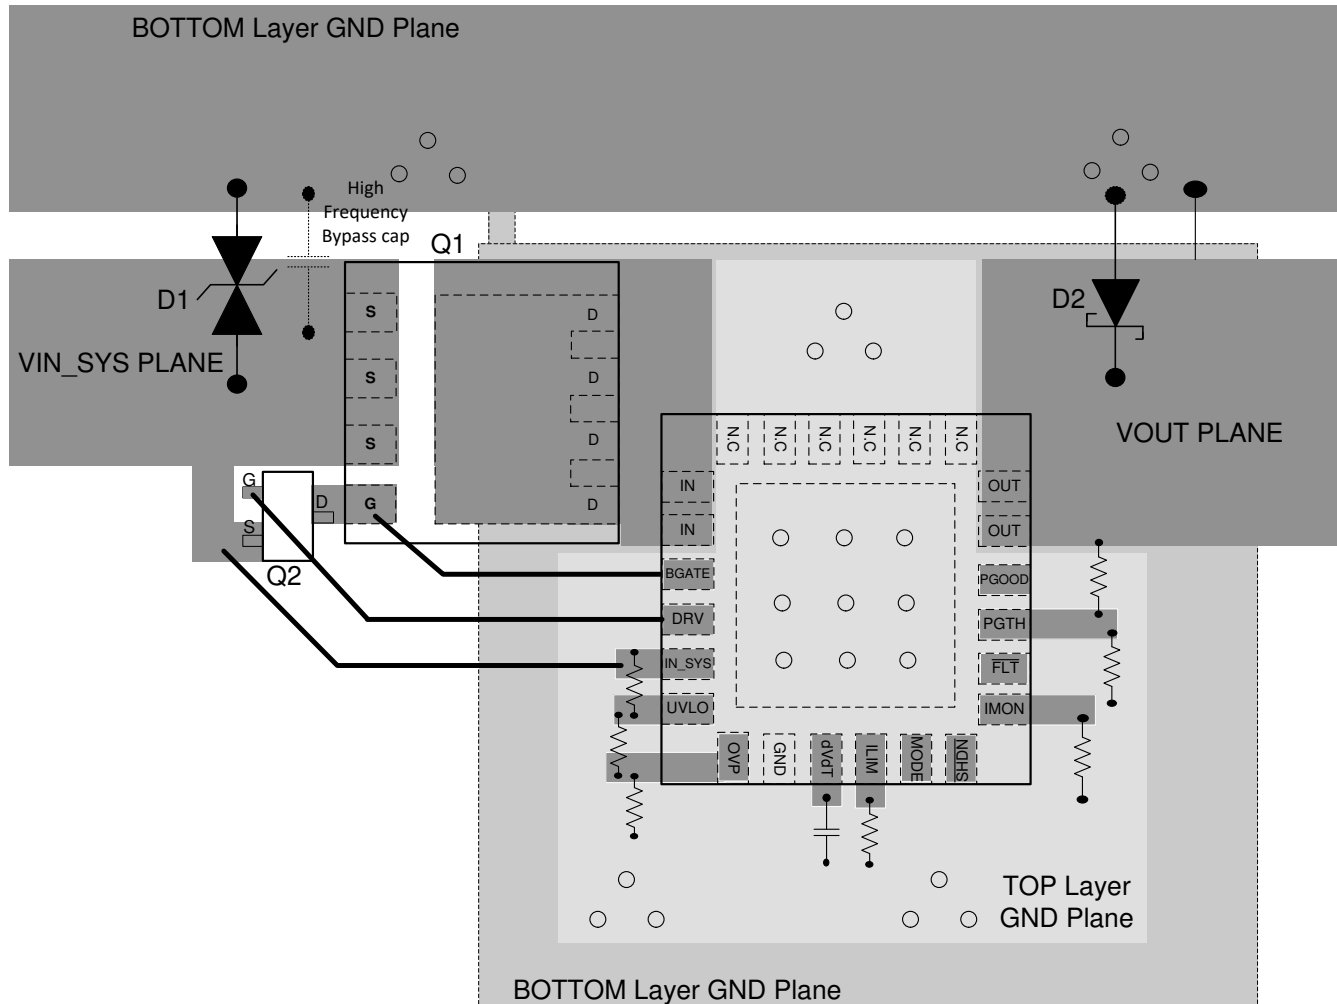 BOTTOM Layer GND Plane
High
Frequency
Bypass cap
Q1
D1
VIN_SYS PLANE
S
S
S
G
D
D
D
D
D2
VOUT PLANE
G
S
D
Q2
N.C
N.C
N.C
N.C
N.C
N.C
IN
IN
BGATE
DRV
IN_SYS
UVLO
OUT
OUT
PGOOD
PGTH
FLT
IMON
OVP
GND
dVdT
ILIM
MODE
SHDN
TOP Layer
GND Plane
BOTTOM Layer GND Plane